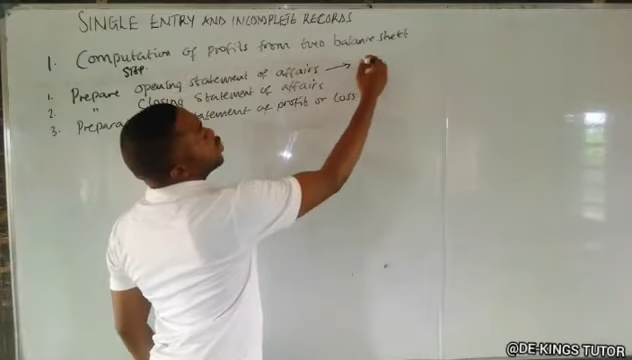 SINGLE ENTRY AND INCOMPLETE RECORDS
1. Computation of profits from two balance sheet
STEP
1. Prepare opening statement of affairs →
2. " Closing Statement of affairs
3. statement of profit or loss
@DE-KINGS TUTOR